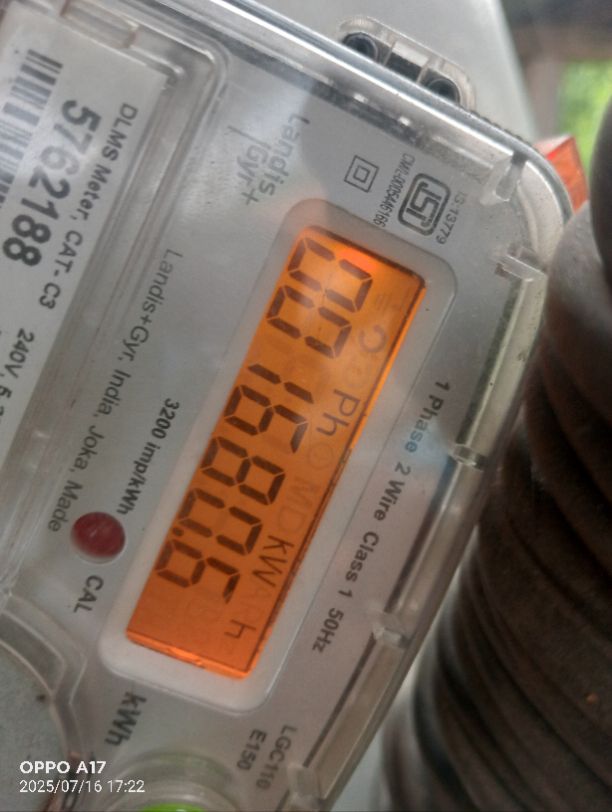 IS-13779
ISI
Landis+
Gyr+
1 Phase 2 Wire Class 1 50Hz
Ph
kW h
LGC110
E150
kWh
3200 imp/kWh
CAL
Landis+Gyr, India, Joka, Made
DLMS Meter, CAT- C3
240V,
5762188
OPPO A17
2025/07/16 17:22